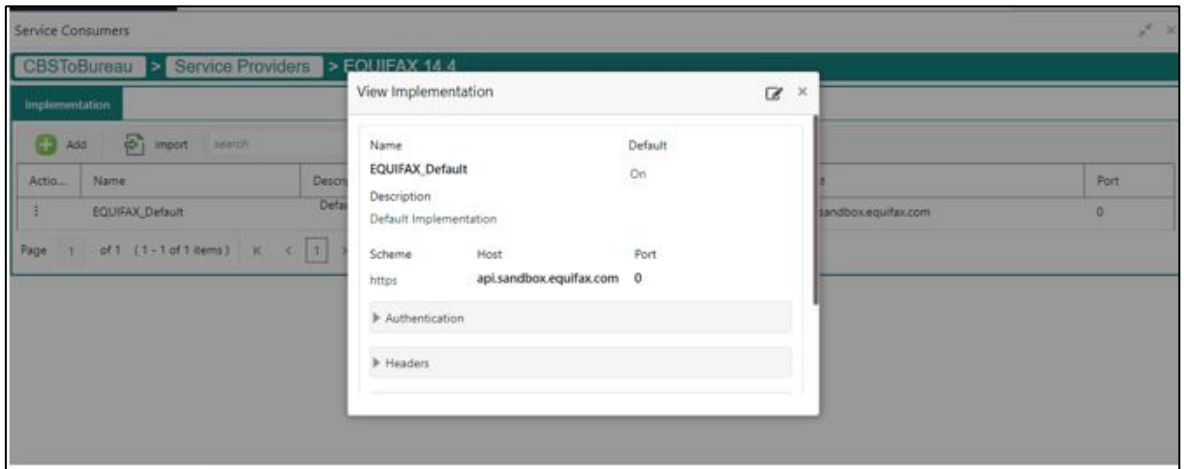 Service Consumers
CBSToBureau > Service Providers > EQUIFAX 14.4
Implementation
Add Import search
Actio... Name Descri Port
EQUIFAX_Default Defau sandbox.equifax.com 0
Page 1 of 1 (1 - 1 of 1 items) K < 1
View Implementation
Name Default
EQUIFAX_Default On
Description
Default Implementation
Scheme Host Port
https api.sandbox.equifax.com 0
Authentication
Headers